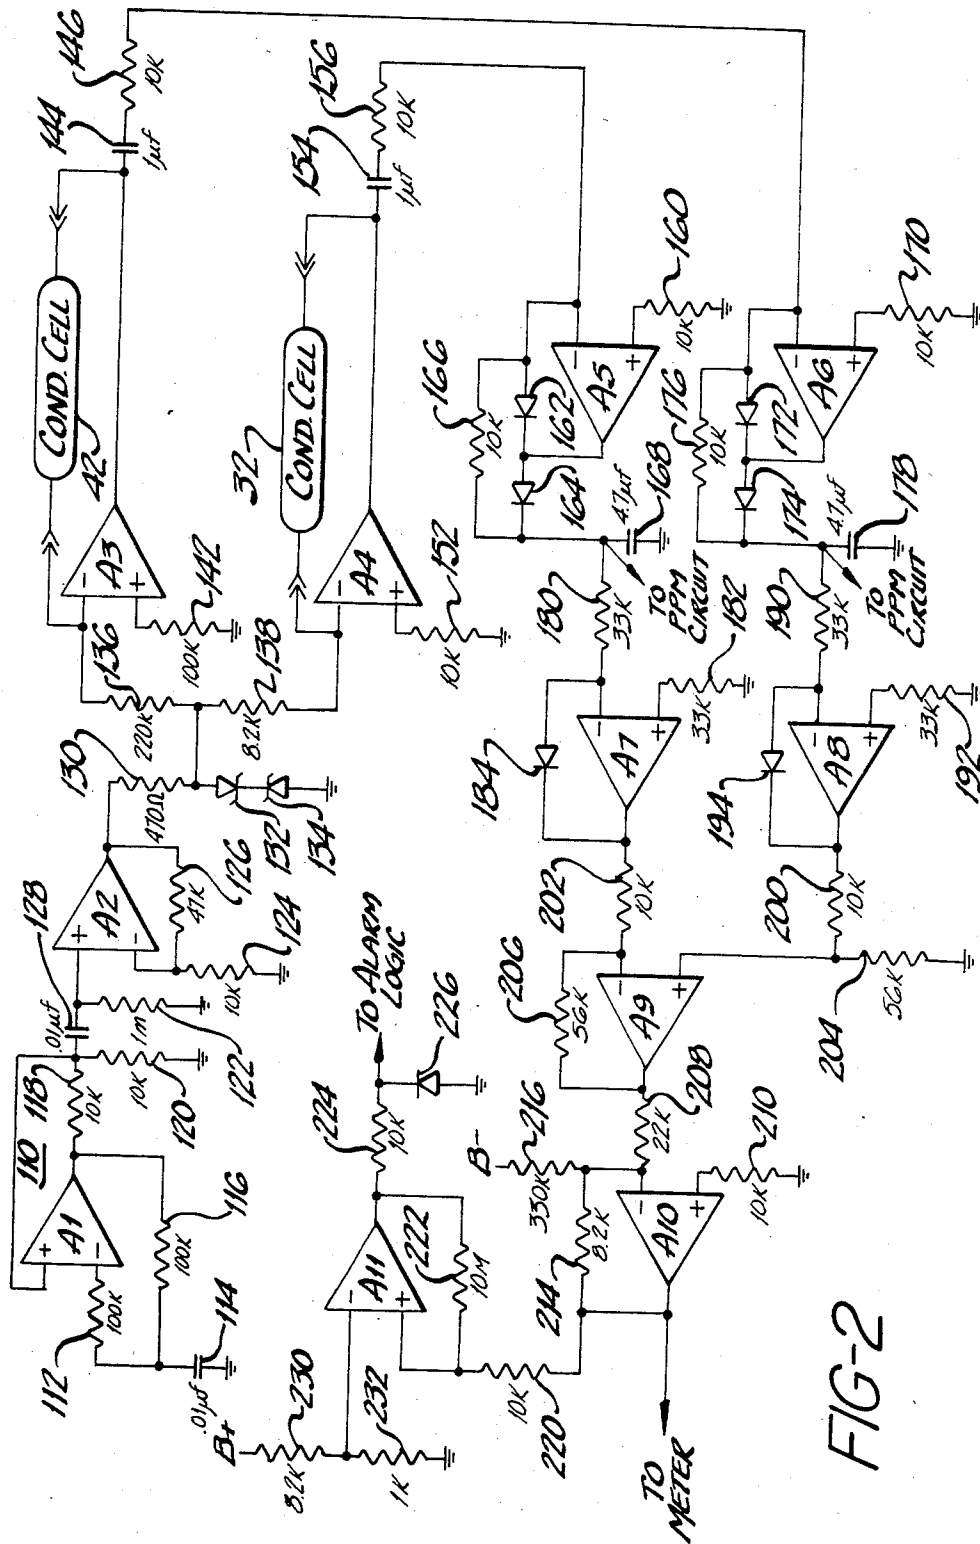 110
A1
+
−
112
100K
114
.01µf
116
100K
118
10K
120
10K
128
.01µf
122
1m
A2
+
−
124
10K
126
47K
130
470Ω
132
134
136
220K
138
8.2K
A3
−
+
142
100K
COND. CELL
42
144
1µf
146
10K
A4
−
+
152
10K
COND. CELL
32
154
1µf
156
10K
B+
230
8.2K
232
1K
A11
−
+
222
10M
220
10K
224
10K
226
TO ALARM
LOGIC
166
10K
162
164
A5
−
+
160
10K
168
4.7µf
TO
PPM
CIRCUIT
176
10K
172
174
A6
−
+
170
10K
178
4.7µf
TO
PPM
CIRCUIT
180
33K
182
33K
184
A7
−
+
190
33K
192
33K
194
A8
−
+
202
10K
200
10K
204
56K
206
56K
A9
−
+
208
22K
B-
216
330K
214
8.2K
210
10K
A10
−
+
TO
METER
FIG-2